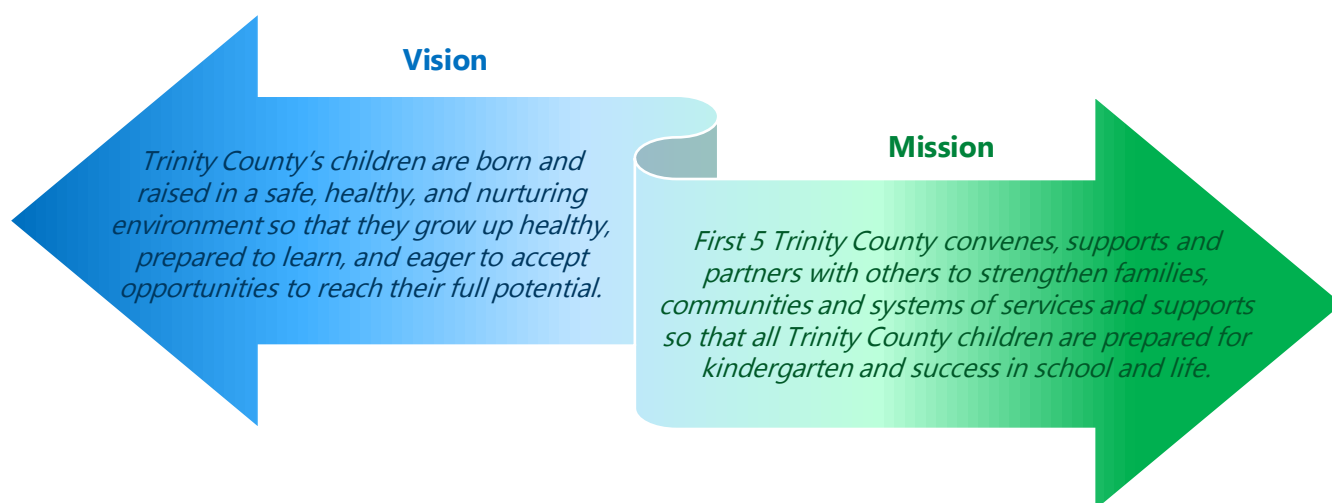 Vision
Trinity County's children are born and
raised in a safe, healthy, and nurturing
environment so that they grow up healthy,
prepared to learn, and eager to accept
opportunities to reach their full potential.
Mission
First 5 Trinity County convenes, supports and
partners with others to strengthen families,
communities and systems of services and supports
so that all Trinity County children are prepared for
kindergarten and success in school and life.